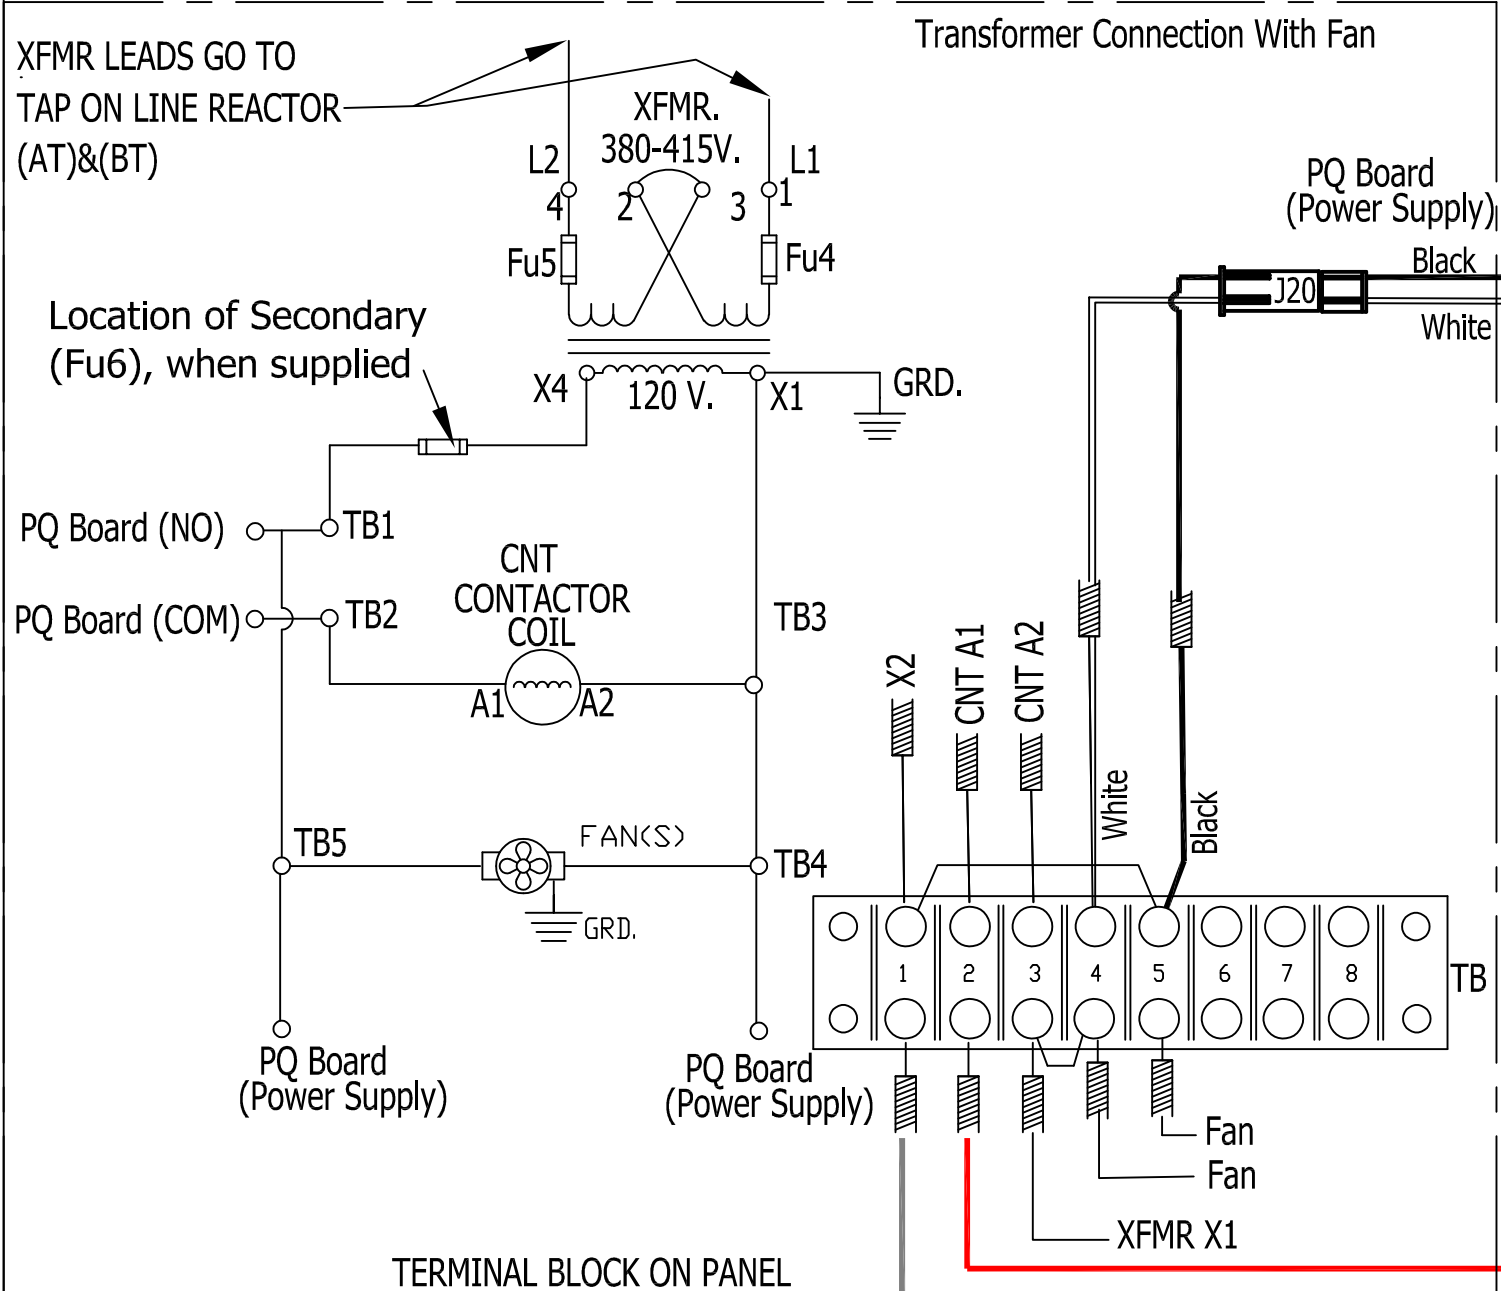 Transformer Connection With Fan
XFMR LEADS GO TO
TAP ON LINE REACTOR
(AT)&(BT)
XFMR.
380-415V.
L2
L1
4
2
3
1
Fu5
Fu4
PQ Board
(Power Supply)
Black
J20
White
Location of Secondary
(Fu6), when supplied
X4
120 V.
X1
GRD.
PQ Board (NO)
TB1
CNT
CONTACTOR
COIL
PQ Board (COM)
TB2
TB3
A1
A2
X2
CNT A1
CNT A2
White
Black
TB5
FAN(S)
TB4
GRD.
1
2
3
4
5
6
7
8
TB
PQ Board
(Power Supply)
PQ Board
(Power Supply)
Fan
Fan
XFMR X1
TERMINAL BLOCK ON PANEL